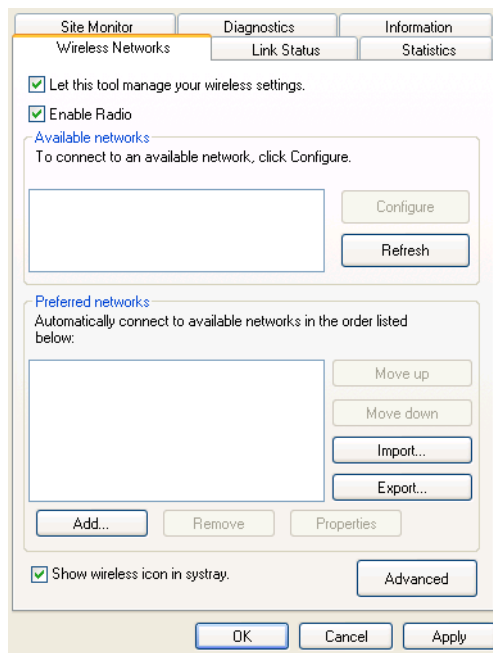 Site Monitor Diagnostics Information
Wireless Networks Link Status Statistics
Let this tool manage your wireless settings.
Enable Radio
Available networks
To connect to an available network, click Configure.
Configure
Refresh
Preferred networks
Automatically connect to available networks in the order listed
below:
Move up
Move down
Import...
Export...
Add... Remove Properties
Show wireless icon in systray.
Advanced
OK Cancel Apply